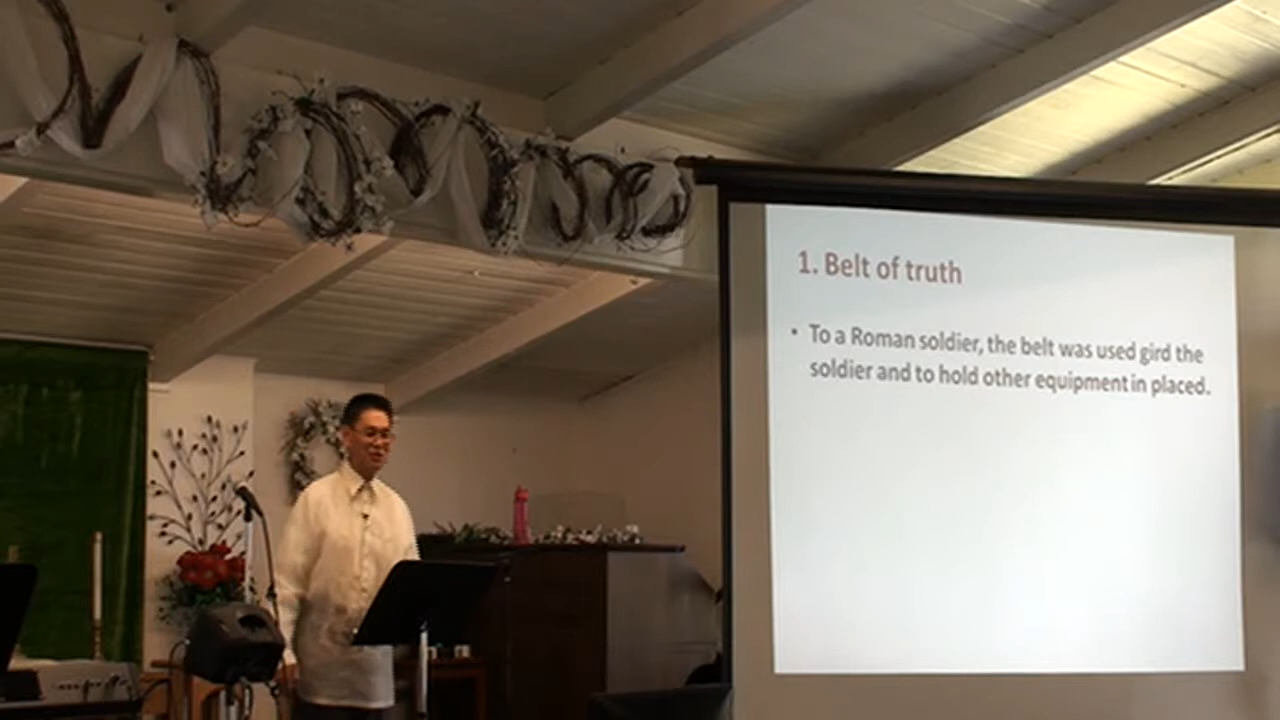 1. Belt of truth
• To a Roman soldier, the belt was used gird the
soldier and to hold other equipment in placed.